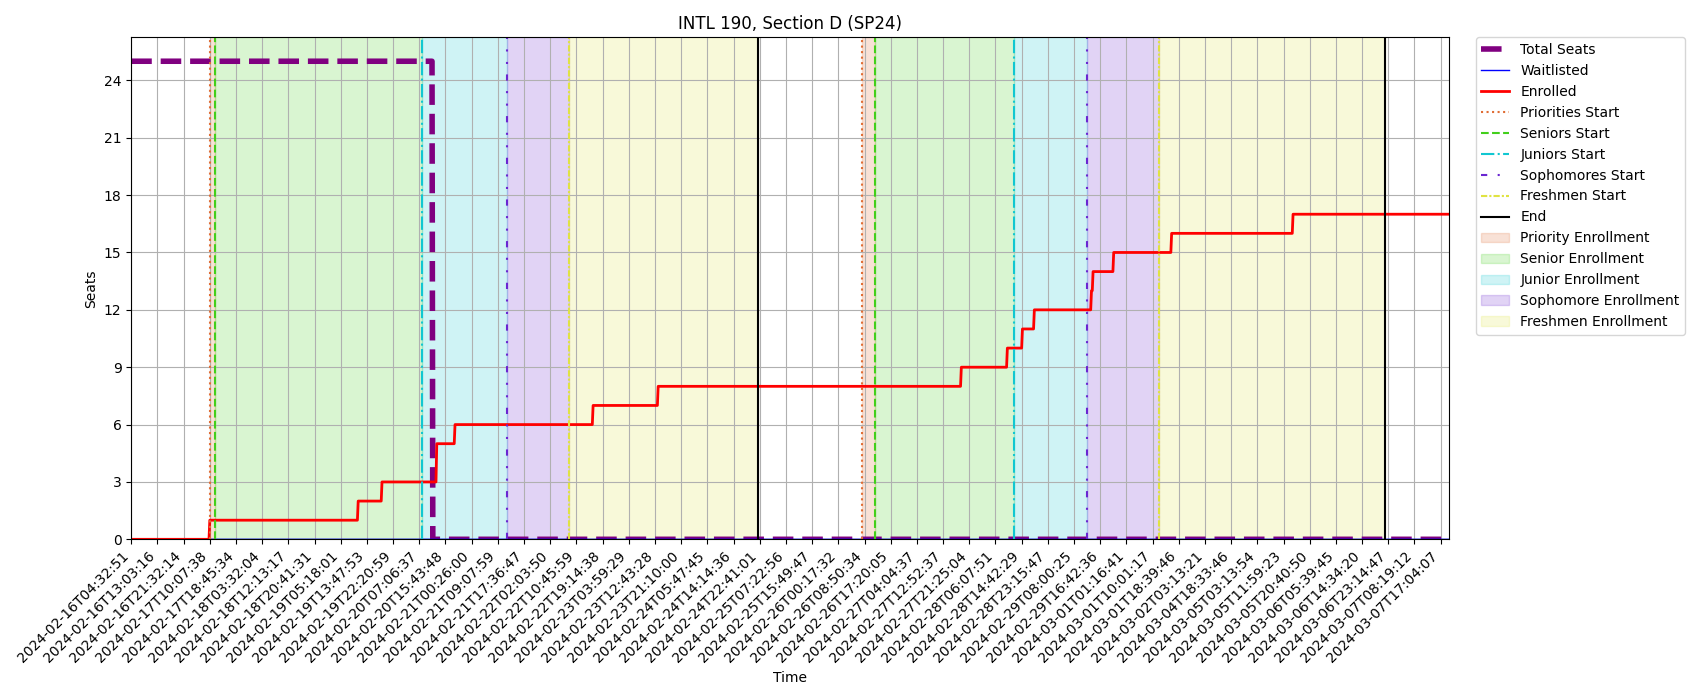 INTL 190, Section D (SP24)
Seats
24
21
18
15
12
9
6
3
0
2024-02-16T04:32:51
2024-02-16T13:03:16
2024-02-16T21:32:14
2024-02-17T10:07:38
2024-02-17T18:45:34
2024-02-18T03:32:04
2024-02-18T12:13:17
2024-02-18T20:41:31
2024-02-19T05:18:01
2024-02-19T13:47:53
2024-02-19T22:20:59
2024-02-20T07:06:37
2024-02-20T15:43:48
2024-02-21T00:26:00
2024-02-21T09:07:59
2024-02-21T17:36:47
2024-02-22T02:03:50
2024-02-22T10:45:59
2024-02-22T19:14:38
2024-02-23T03:59:29
2024-02-23T12:43:28
2024-02-23T21:10:00
2024-02-24T05:47:45
2024-02-24T14:14:36
2024-02-24T22:41:01
2024-02-25T07:22:56
2024-02-25T15:49:47
2024-02-26T00:17:32
2024-02-26T08:50:34
2024-02-26T17:20:05
2024-02-27T04:04:37
2024-02-27T12:52:37
2024-02-27T21:25:04
2024-02-28T06:07:51
2024-02-28T14:42:29
2024-02-28T23:15:47
2024-02-29T08:00:25
2024-02-29T16:42:36
2024-03-01T01:16:41
2024-03-01T10:01:17
2024-03-01T18:39:46
2024-03-02T03:13:21
2024-03-04T18:33:46
2024-03-05T03:13:54
2024-03-05T11:59:23
2024-03-05T20:40:50
2024-03-06T05:39:45
2024-03-06T14:34:20
2024-03-06T23:14:47
2024-03-07T08:19:12
2024-03-07T17:04:07
Time
Total Seats
Waitlisted
Enrolled
Priorities Start
Seniors Start
Juniors Start
Sophomores Start
Freshmen Start
End
Priority Enrollment
Senior Enrollment
Junior Enrollment
Sophomore Enrollment
Freshmen Enrollment